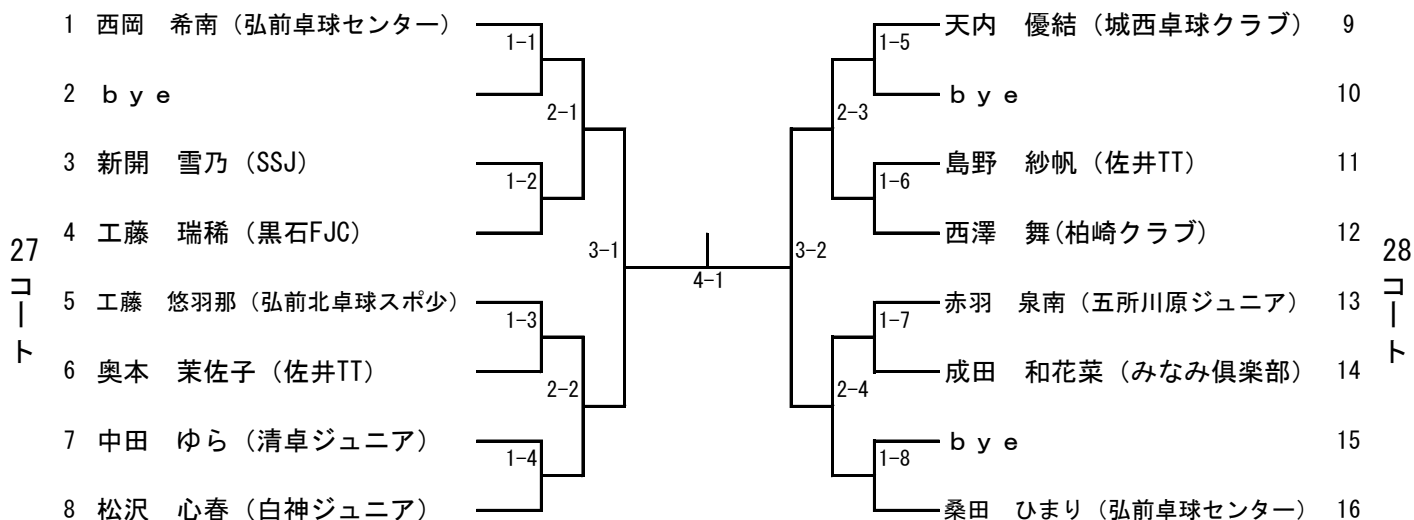 1 西岡　希南（弘前卓球センター）
1-1
2 ｂｙｅ
2-1
3 新開　雪乃（SSJ）
1-2
4 工藤　瑞稀（黒石FJC）
27コート
3-1
5 工藤　悠羽那（弘前北卓球スポ少）
1-3
6 奥本　茉佐子（佐井TT）
2-2
7 中田　ゆら（清卓ジュニア）
1-4
8 松沢　心春（白神ジュニア）
4-1
天内　優結（城西卓球クラブ） 9
1-5
ｂｙｅ 10
2-3
島野　紗帆（佐井TT） 11
1-6
西澤　舞(柏崎クラブ） 12
28コート
3-2
赤羽　泉南（五所川原ジュニア） 13
1-7
成田　和花菜（みなみ倶楽部） 14
2-4
ｂｙｅ 15
1-8
桑田　ひまり（弘前卓球センター） 16